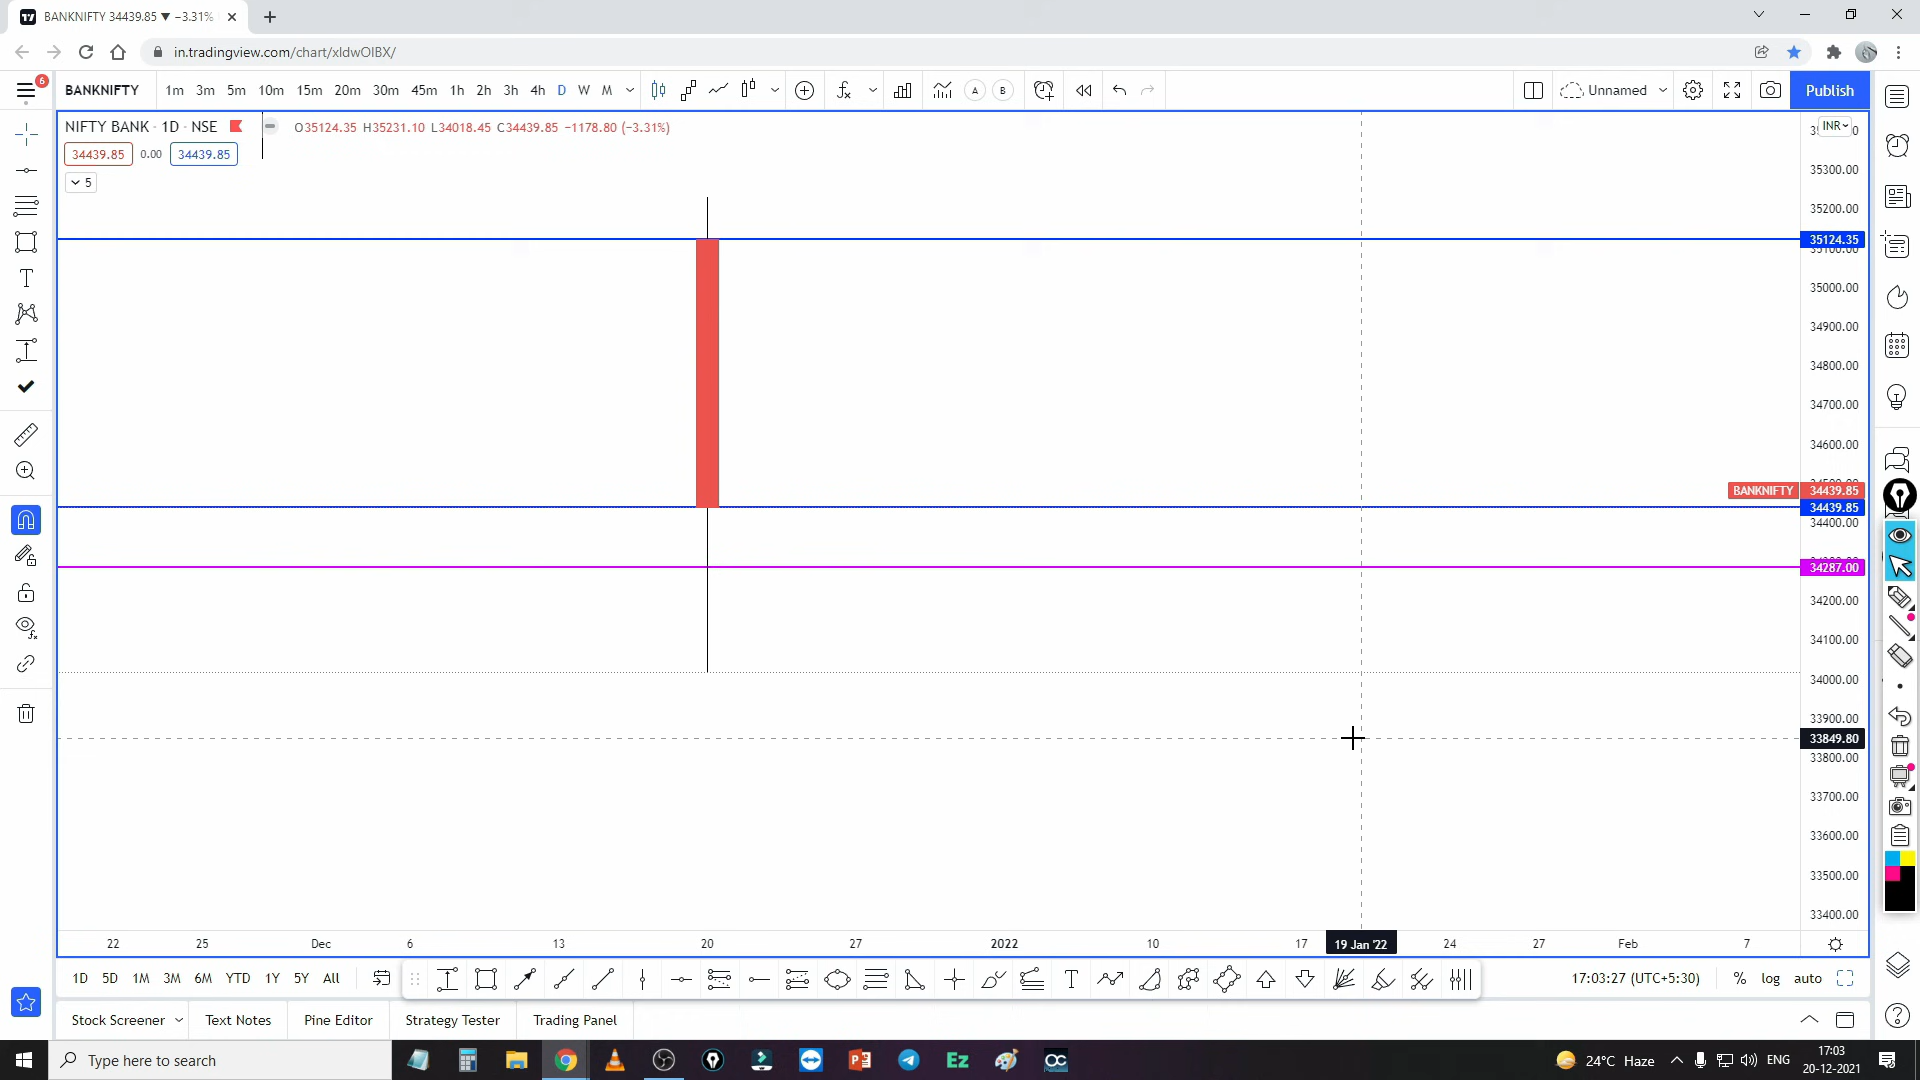 BANKNIFTY 34439.85 ▼ −3.31%
in.tradingview.com/chart/xIdwOIBX/
6
BANKNIFTY 1m 3m 5m 10m 15m 20m 30m 45m 1h 2h 3h 4h D W M A B Unnamed Publish
NIFTY BANK · 1D · NSE O35124.35 H35231.10 L34018.45 C34439.85 −1178.80 (−3.31%)
INR
34439.85 0.00 34439.85
5
35300.00
35200.00
35124.35
35100.00
35000.00
34900.00
34800.00
34700.00
34600.00
BANKNIFTY 34439.85
34439.85
34400.00
34287.00
34200.00
34100.00
34000.00
33900.00
33849.80
33800.00
33700.00
33600.00
33500.00
33400.00
22 25 Dec 6 13 20 27 2022 10 17 19 Jan '22 24 27 Feb 7
1D 5D 1M 3M 6M YTD 1Y 5Y All T 17:03:27 (UTC+5:30) % log auto
Stock Screener Text Notes Pine Editor Strategy Tester Trading Panel
Type here to search Ez 24°C Haze ENG 17:03
20-12-2021